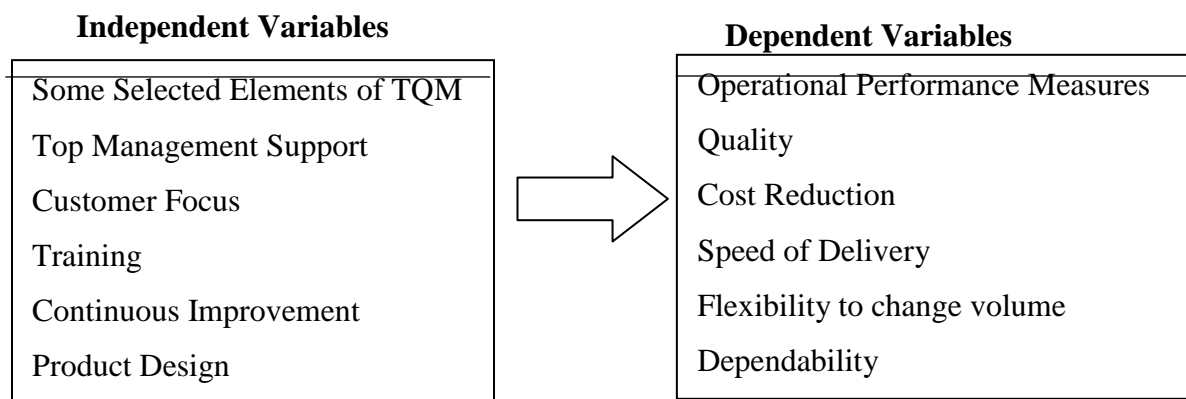 Independent Variables
Some Selected Elements of TQM
Top Management Support
Customer Focus
Training
Continuous Improvement
Product Design
Dependent Variables
Operational Performance Measures
Quality
Cost Reduction
Speed of Delivery
Flexibility to change volume
Dependability